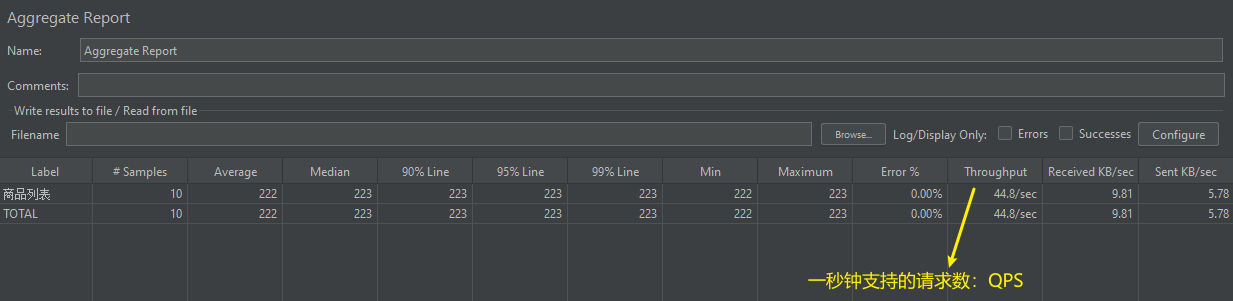 Aggregate Report
Name: Aggregate Report
Comments:
Write results to file / Read from file
Filename Browse... Log/Display Only: Errors Successes Configure
Label # Samples Average Median 90% Line 95% Line 99% Line Min Maximum Error % Throughput Received KB/sec Sent KB/sec
商品列表 10 222 223 223 223 223 222 223 0.00% 44.8/sec 9.81 5.78
TOTAL 10 222 223 223 223 223 222 223 0.00% 44.8/sec 9.81 5.78
一秒钟支持的请求数：QPS